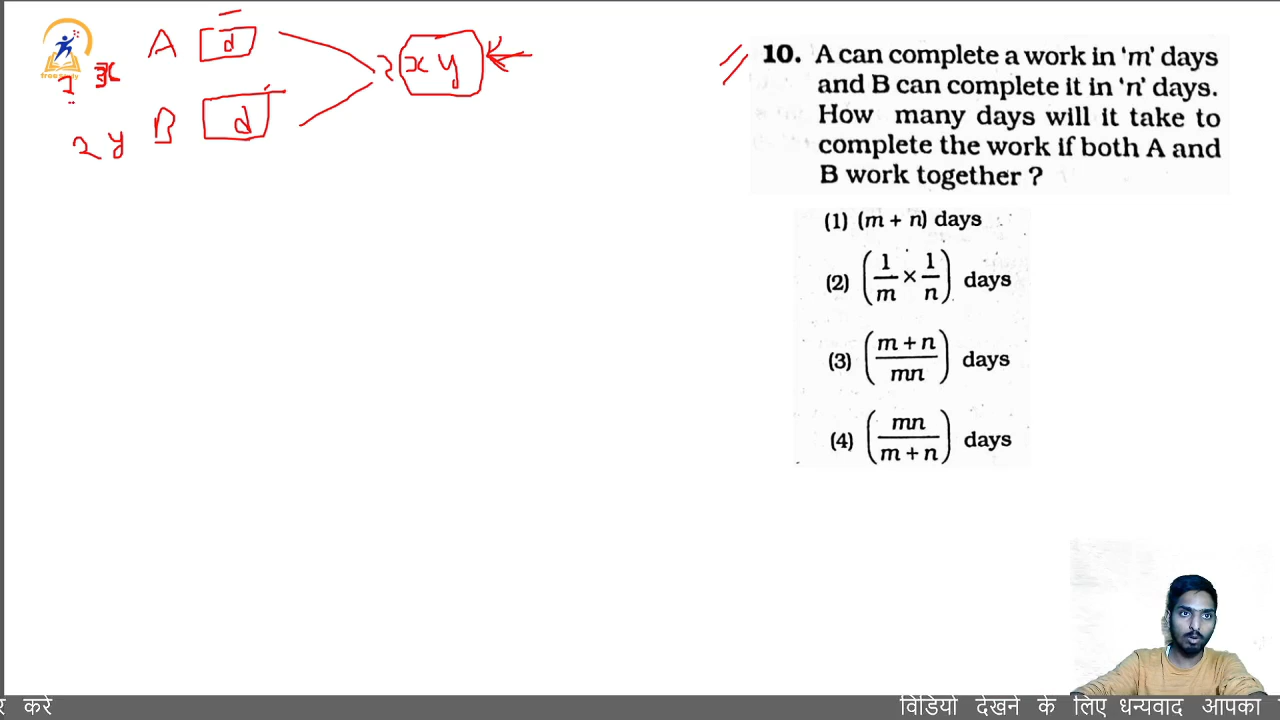 A d
x y
B d
2 y
10. A can complete a work in 'm' days
and B can complete it in 'n' days.
How many days will it take to
complete the work if both A and
B work together ?
(1) (m + n) days
(2) (1/m × 1/n) days
(3) (m + n / mn) days
(4) (mn / m + n) days
र करे
विडियो देखने के लिए धन्यवाद आपका